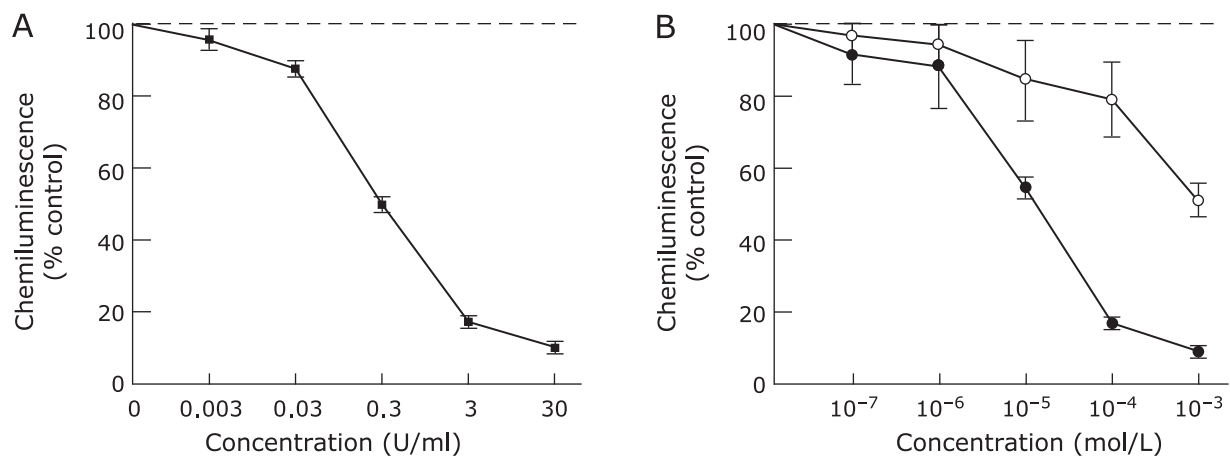 A
Chemiluminescence
(% control)
100
80
60
40
20
0
0 0.003 0.03 0.3 3 30
Concentration (U/ml)
B
Chemiluminescence
(% control)
100
80
60
40
20
0
10⁻⁷ 10⁻⁶ 10⁻⁵ 10⁻⁴ 10⁻³
Concentration (mol/L)